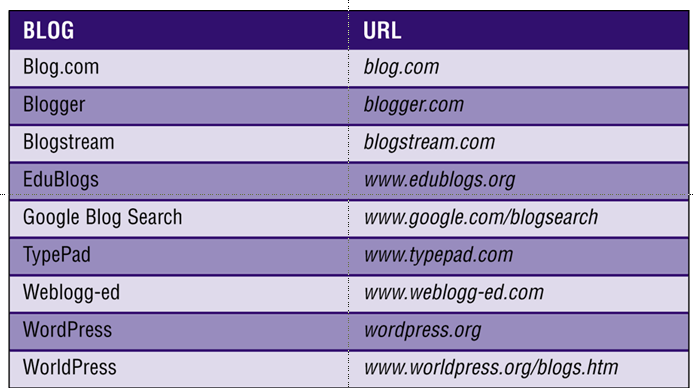 BLOG URL
Blog.com blog.com
Blogger blogger.com
Blogstream blogstream.com
EduBlogs www.edublogs.org
Google Blog Search www.google.com/blogsearch
TypePad www.typepad.com
Weblogg-ed www.weblogg-ed.com
WordPress wordpress.org
WorldPress www.worldpress.org/blogs.htm